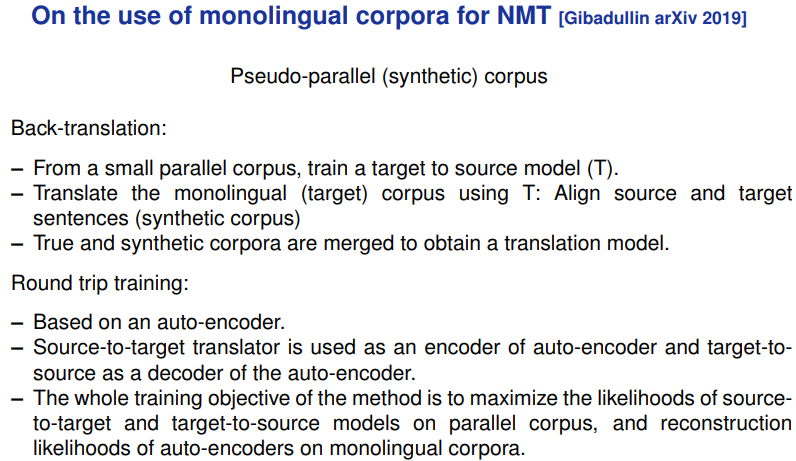 On the use of monolingual corpora for NMT [Gibadullin arXiv 2019]
Pseudo-parallel (synthetic) corpus
Back-translation:
– From a small parallel corpus, train a target to source model (T).
– Translate the monolingual (target) corpus using T: Align source and target
sentences (synthetic corpus)
– True and synthetic corpora are merged to obtain a translation model.
Round trip training:
– Based on an auto-encoder.
– Source-to-target translator is used as an encoder of auto-encoder and target-to-
source as a decoder of the auto-encoder.
– The whole training objective of the method is to maximize the likelihoods of source-
to-target and target-to-source models on parallel corpus, and reconstruction
likelihoods of auto-encoders on monolingual corpora.